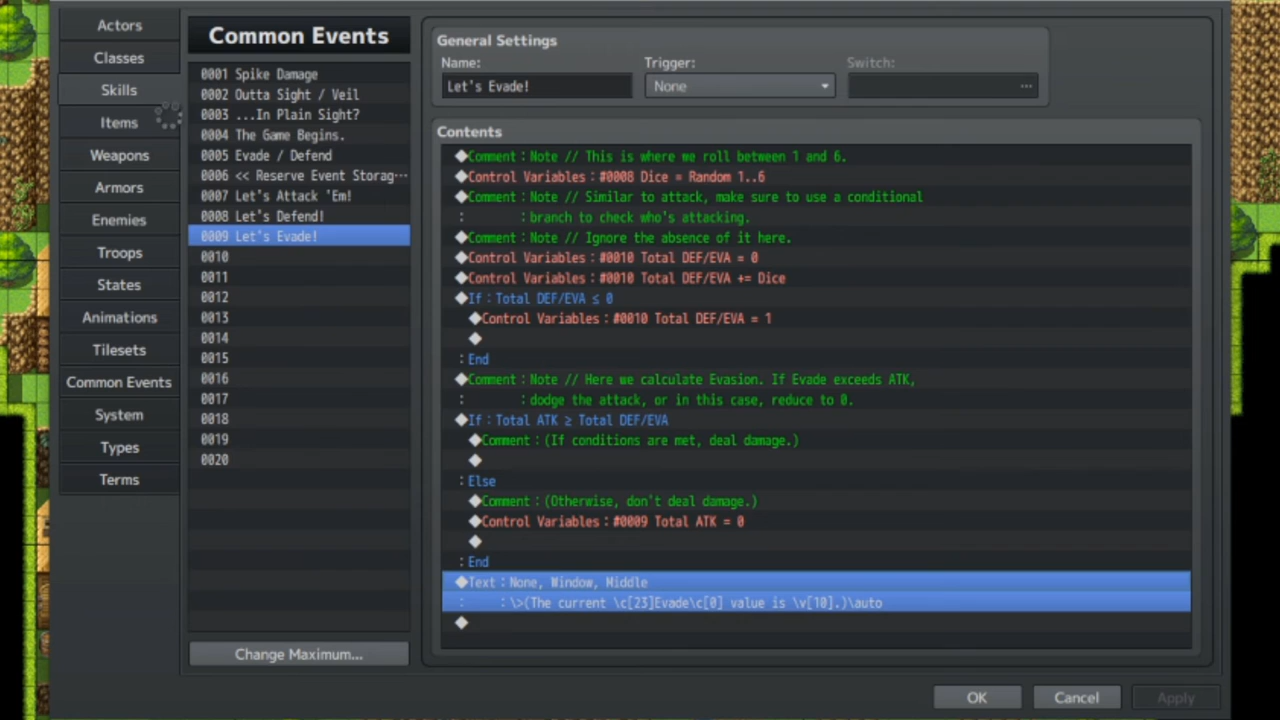 Actors
Classes
Skills
Items
Weapons
Armors
Enemies
Troops
States
Animations
Tilesets
Common Events
System
Types
Terms
Common Events
0001 Spike Damage
0002 Outta Sight / Veil
0003 ...In Plain Sight?
0004 The Game Begins.
0005 Evade / Defend
0006 << Reserve Event Storag···
0007 Let's Attack 'Em!
0008 Let's Defend!
0009 Let's Evade!
0010
0011
0012
0013
0014
0015
0016
0017
0018
0019
0020
Change Maximum...
General Settings
Name: Trigger: Switch:
Let's Evade! None ...
Contents
◆Comment：Note // This is where we roll between 1 and 6.
◆Control Variables：#0008 Dice = Random 1..6
◆Comment：Note // Similar to attack, make sure to use a conditional
：　　　：branch to check who's attacking.
◆Comment：Note // Ignore the absence of it here.
◆Control Variables：#0010 Total DEF/EVA = 0
◆Control Variables：#0010 Total DEF/EVA += Dice
◆If：Total DEF/EVA ≤ 0
◆Control Variables：#0010 Total DEF/EVA = 1
◆
：End
◆Comment：Note // Here we calculate Evasion. If Evade exceeds ATK,
：　　　：dodge the attack, or in this case, reduce to 0.
◆If：Total ATK ≥ Total DEF/EVA
◆Comment：(If conditions are met, deal damage.)
◆
：Else
◆Comment：(Otherwise, don't deal damage.)
◆Control Variables：#0009 Total ATK = 0
◆
：End
◆Text：None, Window, Middle
：　　：\>(The current \c[23]Evade\c[0] value is \v[10].)\auto
◆
OK Cancel Apply